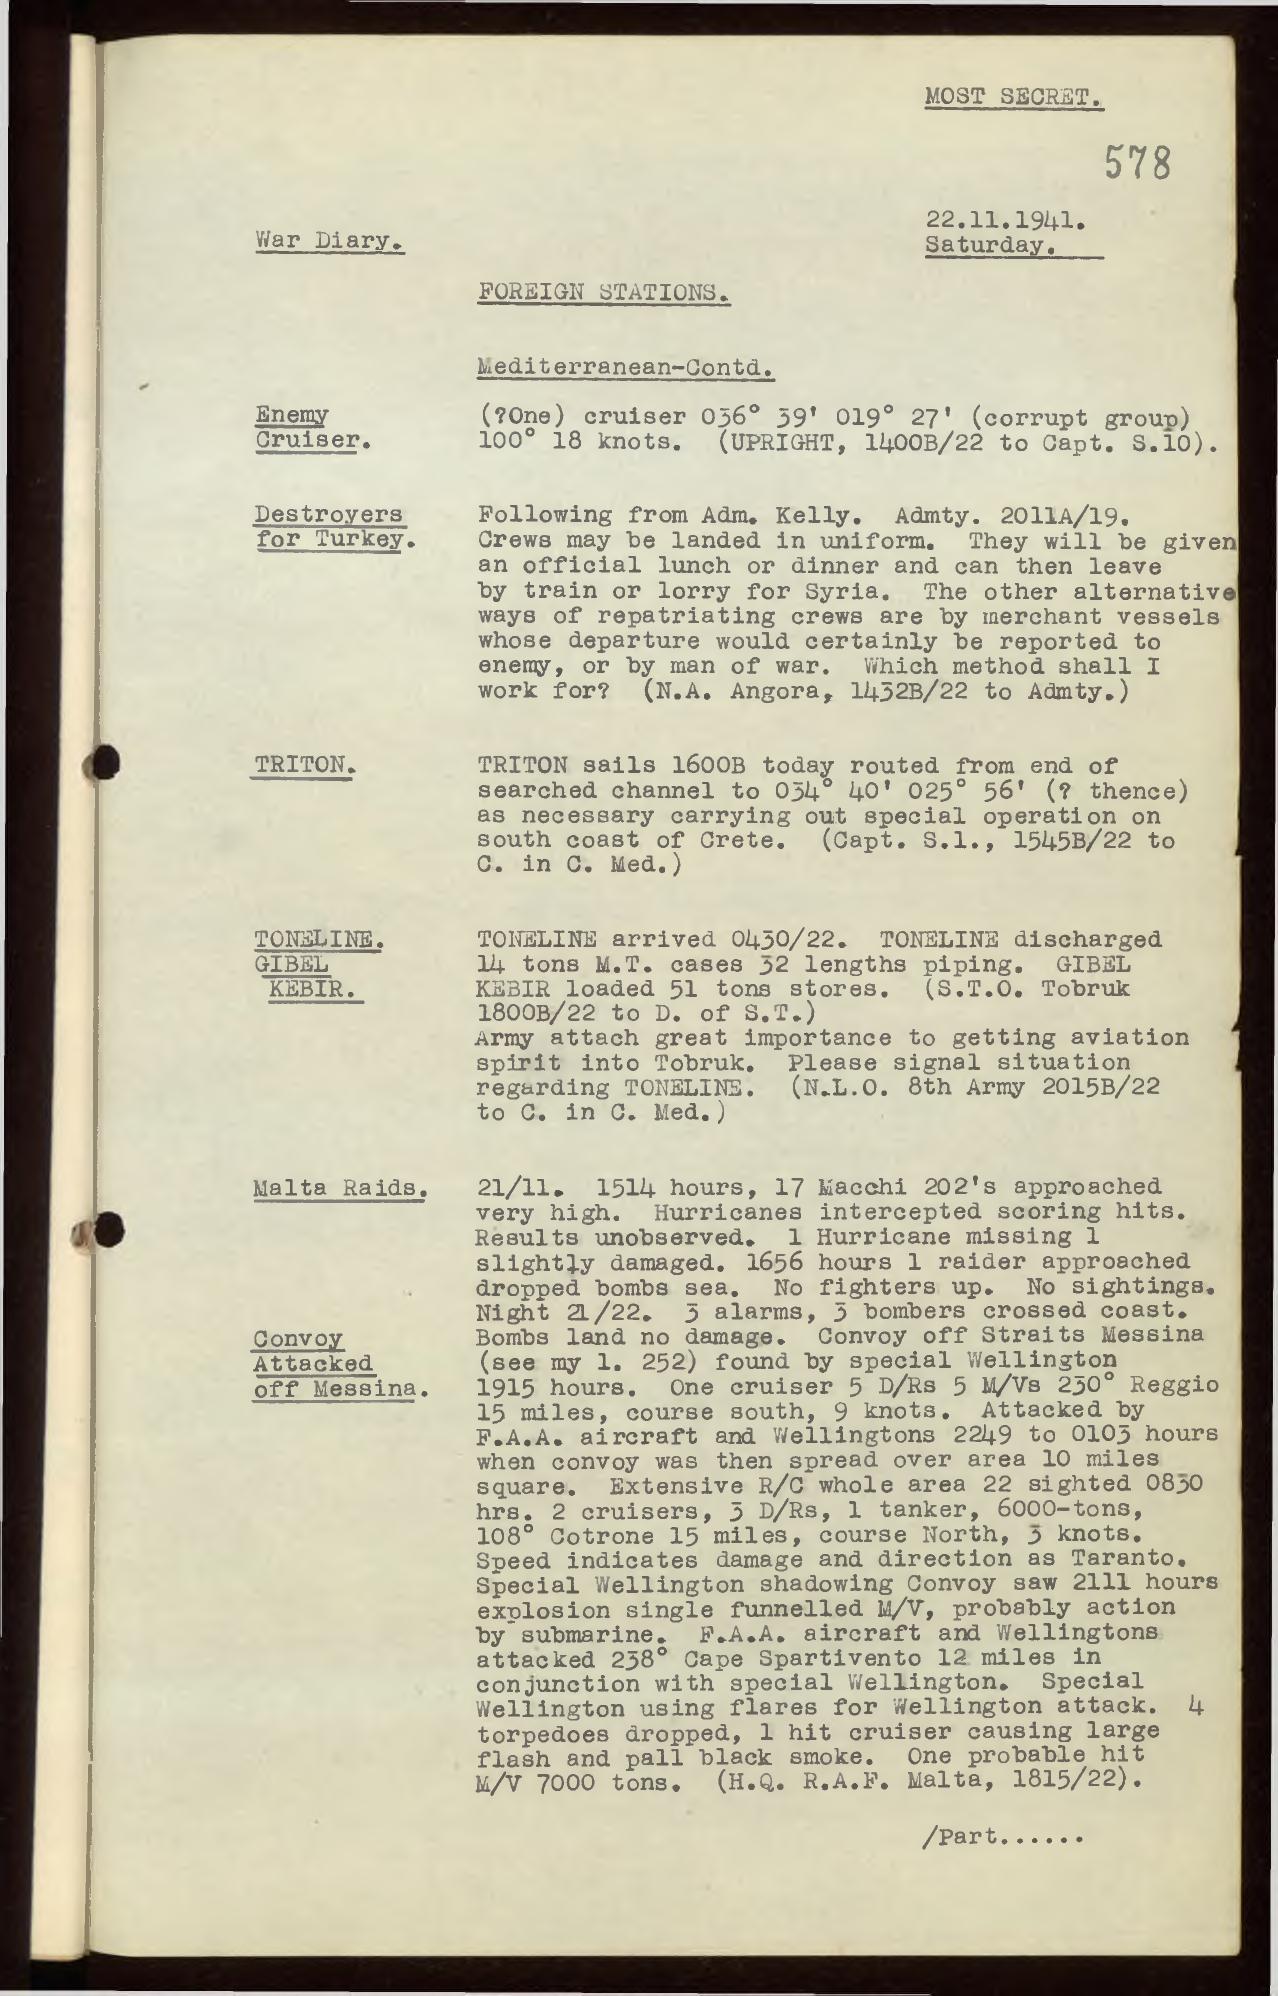 MOST SECRET.
578
22.11.1941.
War Diary.
Saturday.
FOREIGN STATIONS.
Mediterranean-Contd.
Enemy (?One) cruiser 036° 39' 019° 27' (corrupt group)
Cruiser. 100° 18 knots. (UPRIGHT, 1400B/22 to Capt. S.10).
Destroyers Following from Adm. Kelly. Admty. 2011A/19.
for Turkey. Crews may be landed in uniform. They will be given
an official lunch or dinner and can then leave
by train or lorry for Syria. The other alternative
ways of repatriating crews are by merchant vessels
whose departure would certainly be reported to
enemy, or by man of war. Which method shall I
work for? (N.A. Angora, 1432B/22 to Admty.)
TRITON. TRITON sails 1600B today routed from end of
searched channel to 034° 40' 025° 56' (? thence)
as necessary carrying out special operation on
south coast of Crete. (Capt. S.1., 1545B/22 to
C. in C. Med.)
TONELINE. TONELINE arrived 0430/22. TONELINE discharged
GIBEL 14 tons M.T. cases 32 lengths piping. GIBEL
KEBIR. KEBIR loaded 51 tons stores. (S.T.O. Tobruk
1800B/22 to D. of S.T.)
Army attach great importance to getting aviation
spirit into Tobruk. Please signal situation
regarding TONELINE. (N.L.O. 8th Army 2015B/22
to C. in C. Med.)
Malta Raids. 21/11. 1514 hours, 17 Macchi 202's approached
very high. Hurricanes intercepted scoring hits.
Results unobserved. 1 Hurricane missing 1
slightly damaged. 1656 hours 1 raider approached
dropped bombs sea. No fighters up. No sightings.
Night 21/22. 3 alarms, 3 bombers crossed coast.
Convoy Bombs land no damage. Convoy off Straits Messina
Attacked (see my 1. 252) found by special Wellington
off Messina. 1915 hours. One cruiser 5 D/Rs 5 M/Vs 230° Reggio
15 miles, course south, 9 knots. Attacked by
F.A.A. aircraft and Wellingtons 2249 to 0103 hours
when convoy was then spread over area 10 miles
square. Extensive R/C whole area 22 sighted 0830
hrs. 2 cruisers, 3 D/Rs, 1 tanker, 6000-tons,
108° Cotrone 15 miles, course North, 3 knots.
Speed indicates damage and direction as Taranto.
Special Wellington shadowing Convoy saw 2111 hours
explosion single funnelled M/V, probably action
by submarine. F.A.A. aircraft and Wellingtons
attacked 238° Cape Spartivento 12 miles in
conjunction with special Wellington. Special
Wellington using flares for Wellington attack. 4
torpedoes dropped, 1 hit cruiser causing large
flash and pall black smoke. One probable hit
M/V 7000 tons. (H.Q. R.A.F. Malta, 1815/22).
/Part......